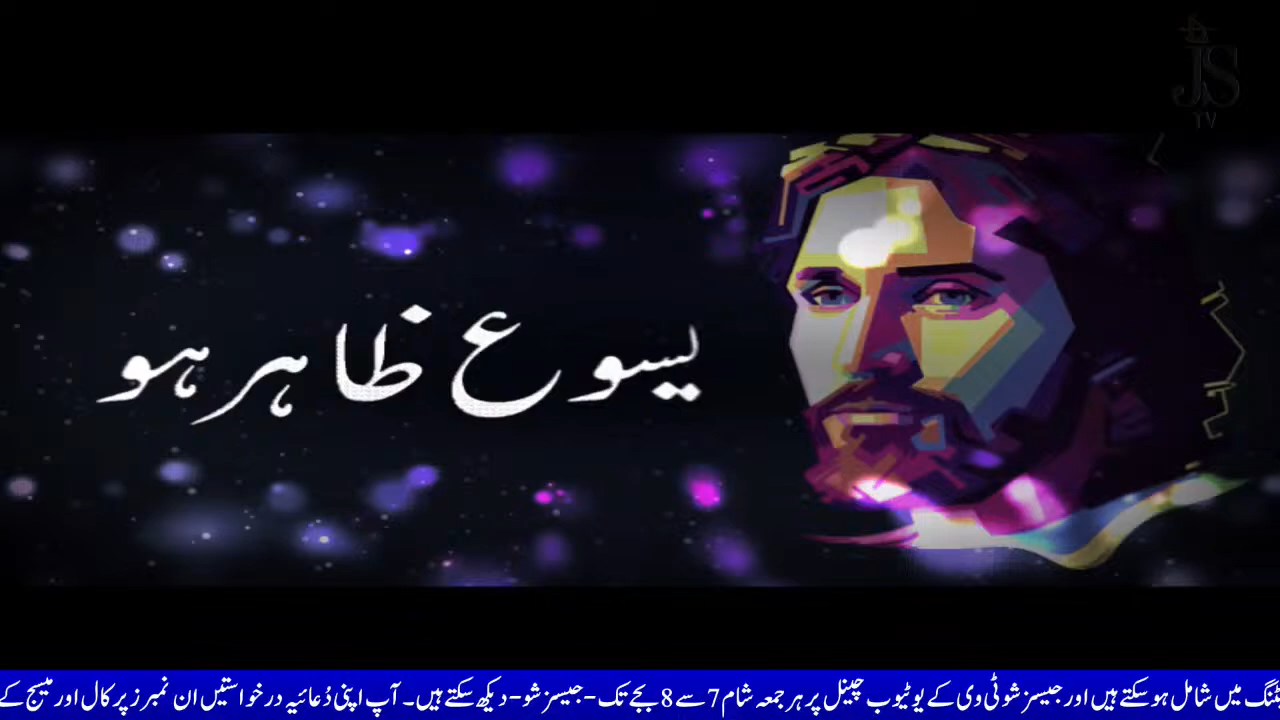 JS
TV
یسوع ظاہر ہو
میں شامل ہو سکتے ہیں اور جیسز شو ٹی وی کے یوٹیوب چینل پر ہر جمعہ شام 7 سے 8 بجے تک -جیسز شو- دیکھ سکتے ہیں۔ آپ اپنی دُعائیہ درخواستیں ان نمبرز پر کال اور میسج کے